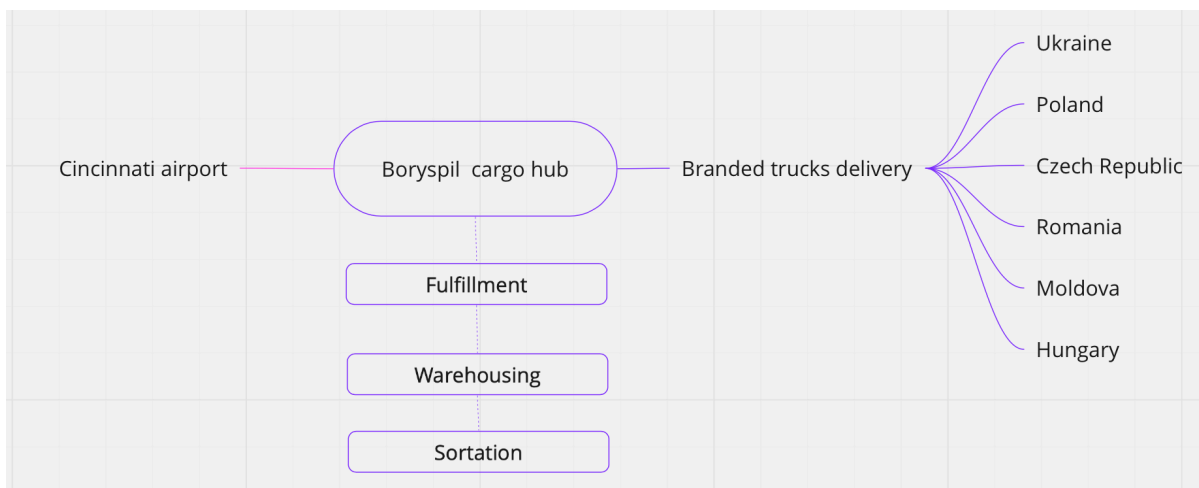 Cincinnati airport
Boryspil cargo hub
Branded trucks delivery
Ukraine
Poland
Czech Republic
Romania
Moldova
Hungary
Fulfillment
Warehousing
Sortation